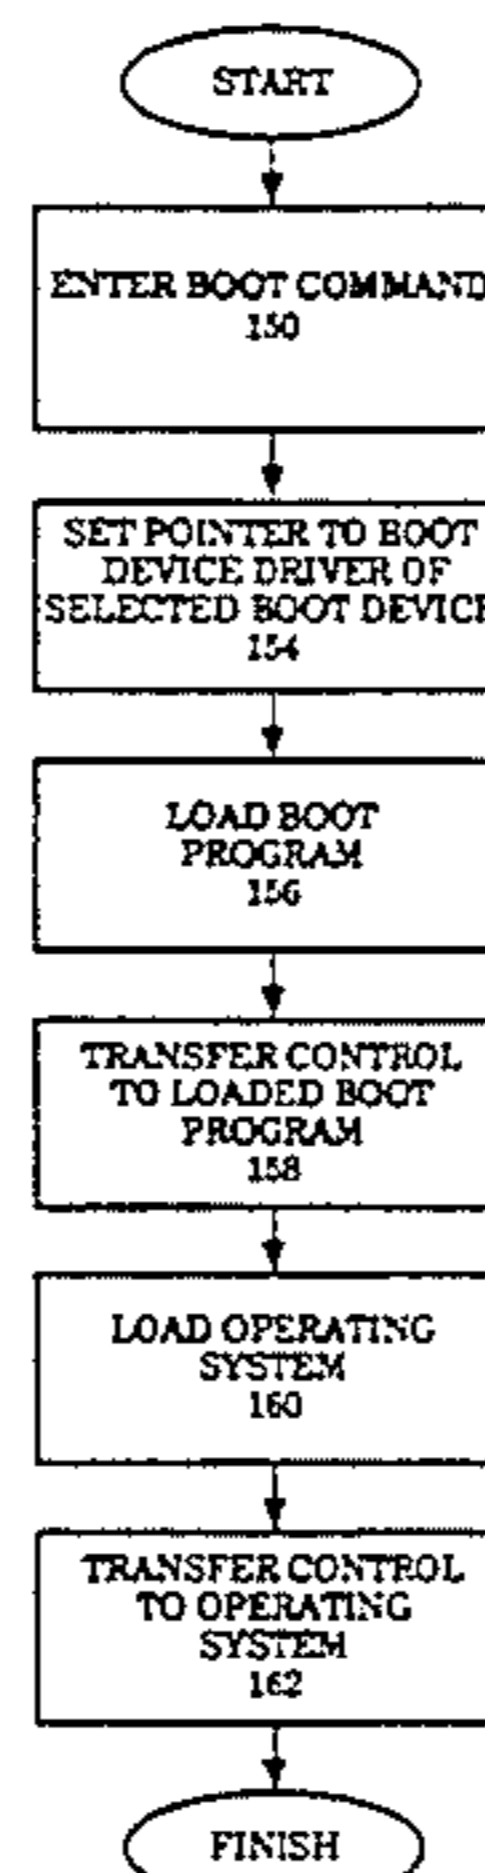 START
ENTER BOOT COMMAND
150
SET POINTER TO BOOT
DEVICE DRIVER OF
SELECTED BOOT DEVICE
154
LOAD BOOT
PROGRAM
156
TRANSFER CONTROL
TO LOADED BOOT
PROGRAM
158
LOAD OPERATING
SYSTEM
160
TRANSFER CONTROL
TO OPERATING
SYSTEM
162
FINISH